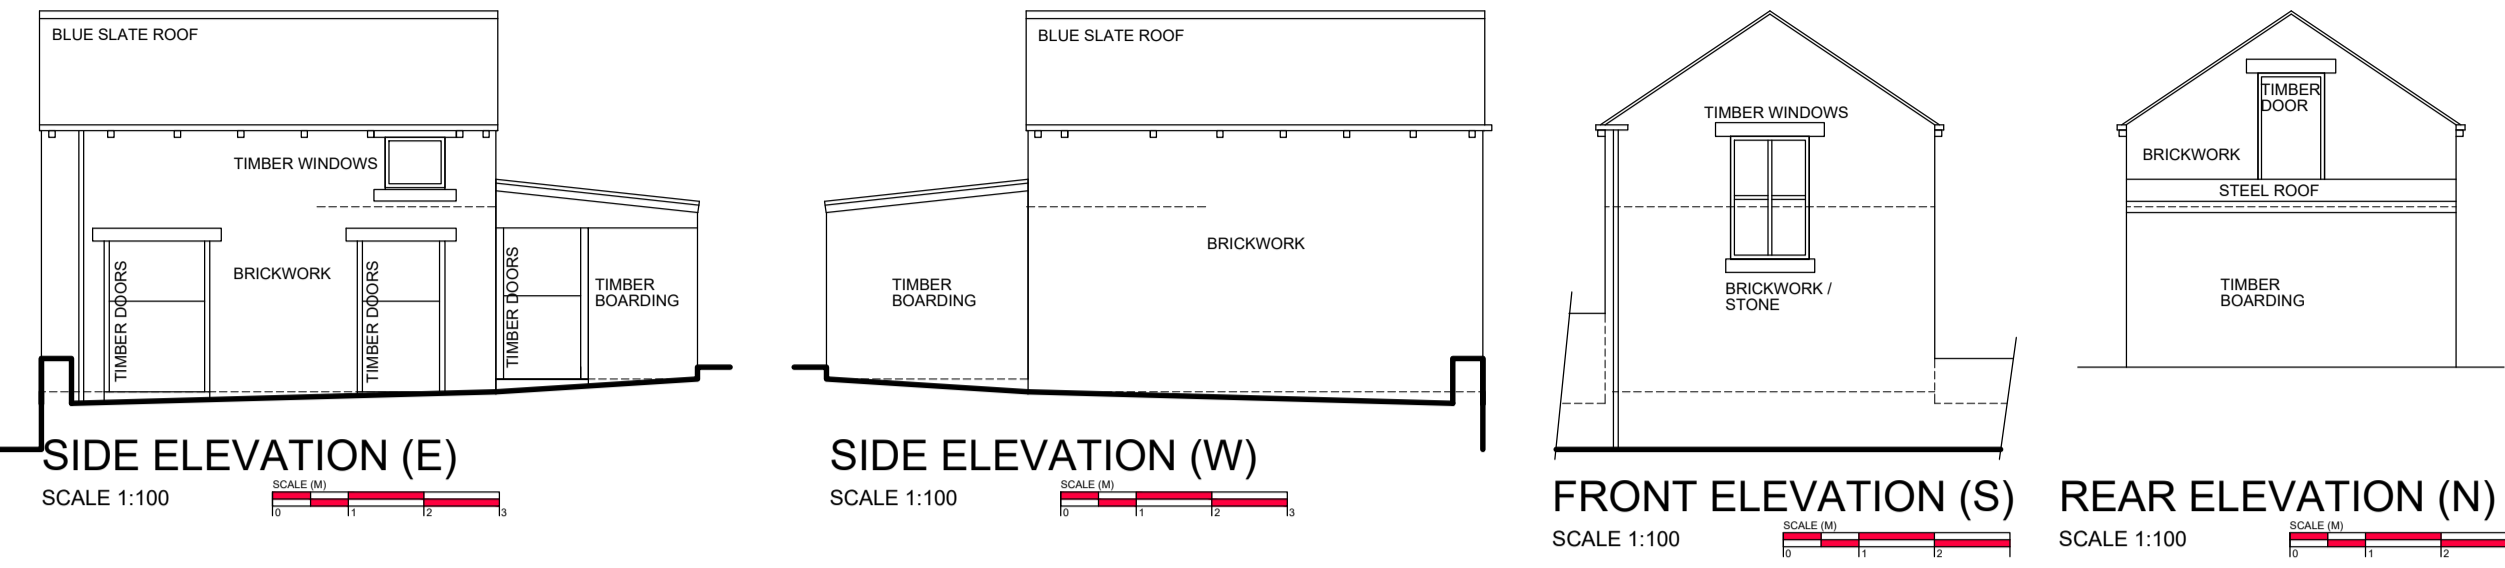 BLUE SLATE ROOF
TIMBER WINDOWS
BRICKWORK
TIMBER DOORS
TIMBER DOORS
TIMBER DOORS
TIMBER
BOARDING
SIDE ELEVATION (E)
SCALE 1:100
SCALE (M)
0 1 2 3
BLUE SLATE ROOF
BRICKWORK
TIMBER
BOARDING
SIDE ELEVATION (W)
SCALE 1:100
SCALE (M)
0 1 2 3
TIMBER WINDOWS
BRICKWORK /
STONE
FRONT ELEVATION (S)
SCALE 1:100
SCALE (M)
0 1 2
TIMBER
DOOR
BRICKWORK
STEEL ROOF
TIMBER
BOARDING
REAR ELEVATION (N)
SCALE 1:100
SCALE (M)
0 1 2